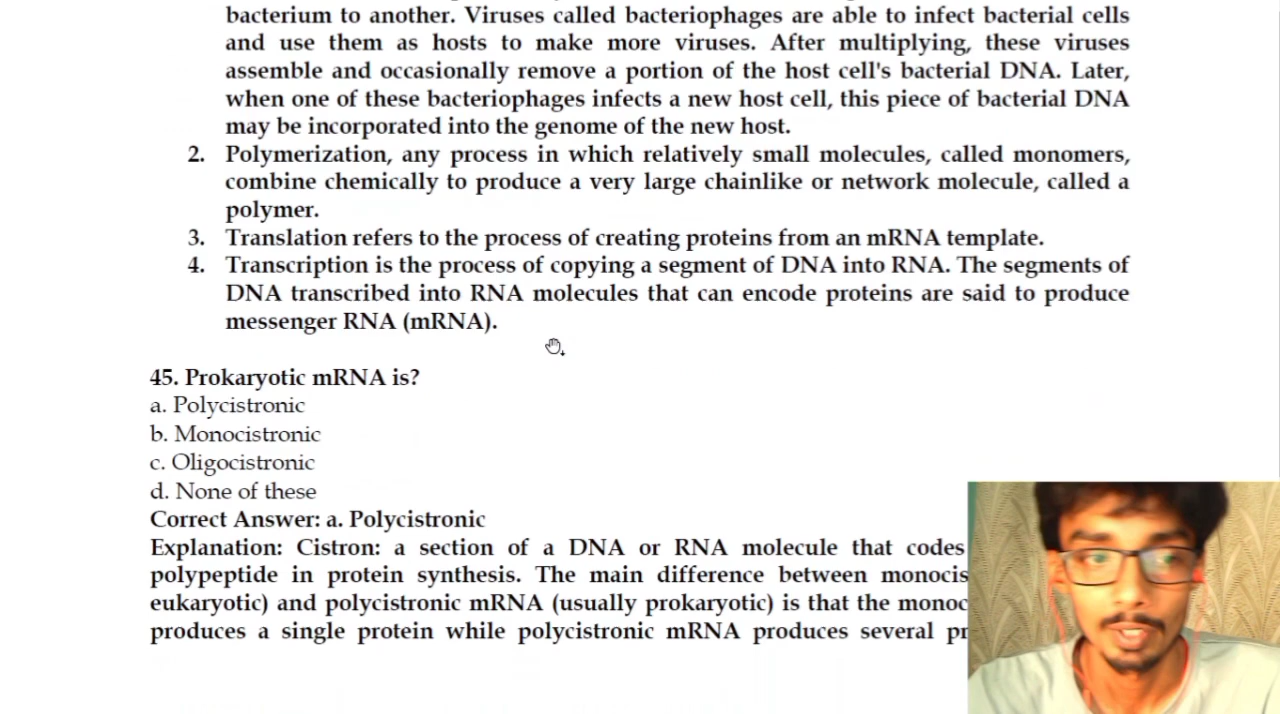 bacterium to another. Viruses called bacteriophages are able to infect bacterial cells
and use them as hosts to make more viruses. After multiplying, these viruses
assemble and occasionally remove a portion of the host cell's bacterial DNA. Later,
when one of these bacteriophages infects a new host cell, this piece of bacterial DNA
may be incorporated into the genome of the new host.
2. Polymerization, any process in which relatively small molecules, called monomers,
combine chemically to produce a very large chainlike or network molecule, called a
polymer.
3. Translation refers to the process of creating proteins from an mRNA template.
4. Transcription is the process of copying a segment of DNA into RNA. The segments of
DNA transcribed into RNA molecules that can encode proteins are said to produce
messenger RNA (mRNA).
45. Prokaryotic mRNA is?
a. Polycistronic
b. Monocistronic
c. Oligocistronic
d. None of these
Correct Answer: a. Polycistronic
Explanation: Cistron: a section of a DNA or RNA molecule that codes
polypeptide in protein synthesis. The main difference between monocis
eukaryotic) and polycistronic mRNA (usually prokaryotic) is that the monoc
produces a single protein while polycistronic mRNA produces several pr